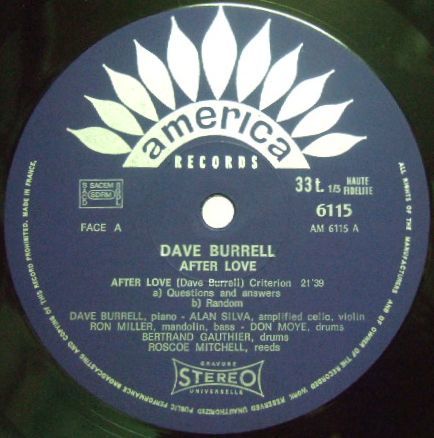 america
RECORDS
SACEM
SACD SDRM SGDL
33 t. 1/3 HAUTE FIDELITE
FACE A
6115
AM 6115 A
DAVE BURRELL
AFTER LOVE
AFTER LOVE (Dave Burrell) Criterion 21'39
a) Questions and answers
b) Random
DAVE BURRELL, piano - ALAN SILVA, amplified cello, violin
RON MILLER, mandolin, bass - DON MOYE, drums
BERTRAND GAUTHIER, drums
ROSCOE MITCHELL, reeds
GRAVURE
STEREO
UNIVERSELLE
ALL RIGHTS OF THE MANUFACTURERS AND OF OWNER OF THE RECORDED WORK RESERVED UNAUTHORIZED PUBLIC PERFORMANCE BROADCASTING AND COPYING OF THIS RECORD PROHIBITED. MADE IN FRANCE.